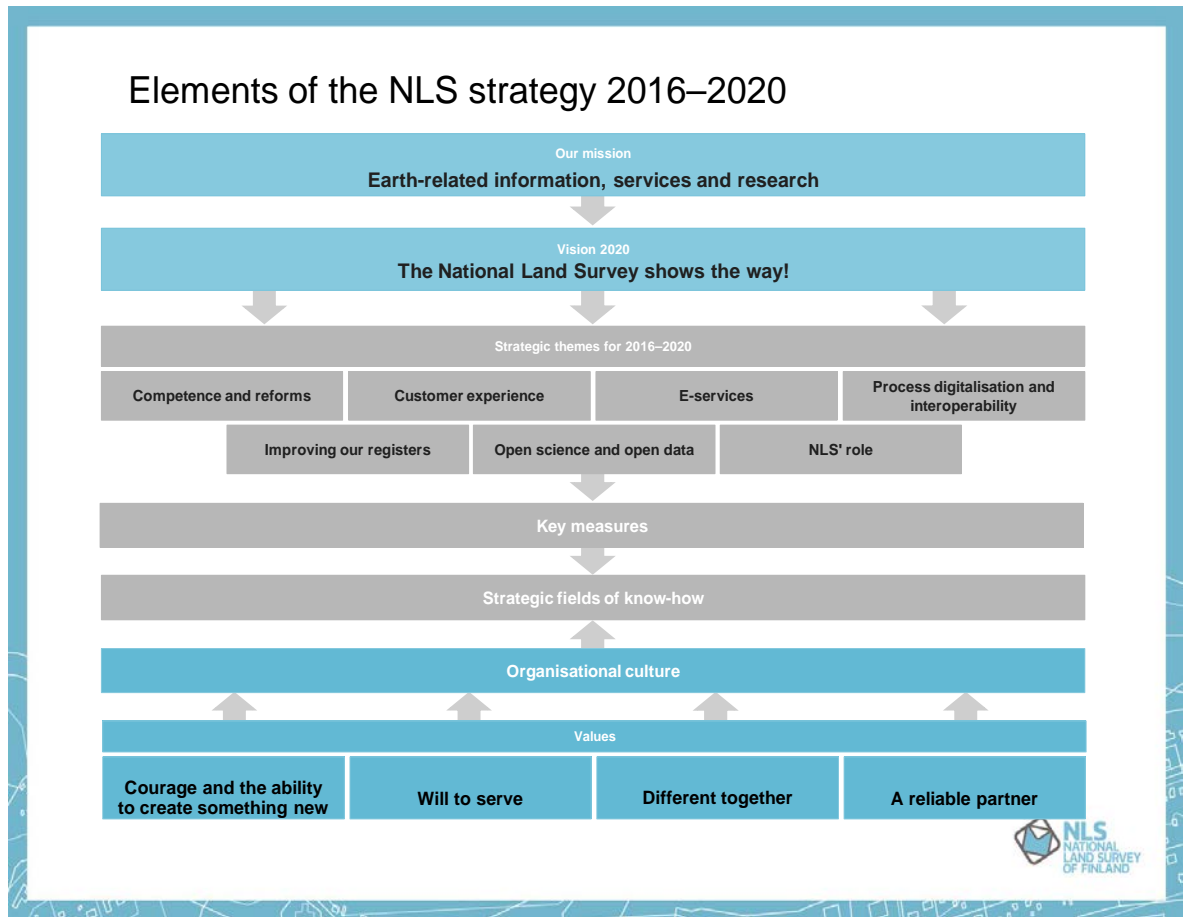 Elements of the NLS strategy 2016–2020
Our mission
Earth-related information, services and research
Vision 2020
The National Land Survey shows the way!
Strategic themes for 2016–2020
Competence and reforms
Customer experience
E-services
Process digitalisation and
interoperability
Improving our registers
Open science and open data
NLS' role
Key measures
Strategic fields of know-how
Organisational culture
Values
Courage and the ability
to create something new
Will to serve
Different together
A reliable partner
NLS
NATIONAL
LAND SURVEY
OF FINLAND